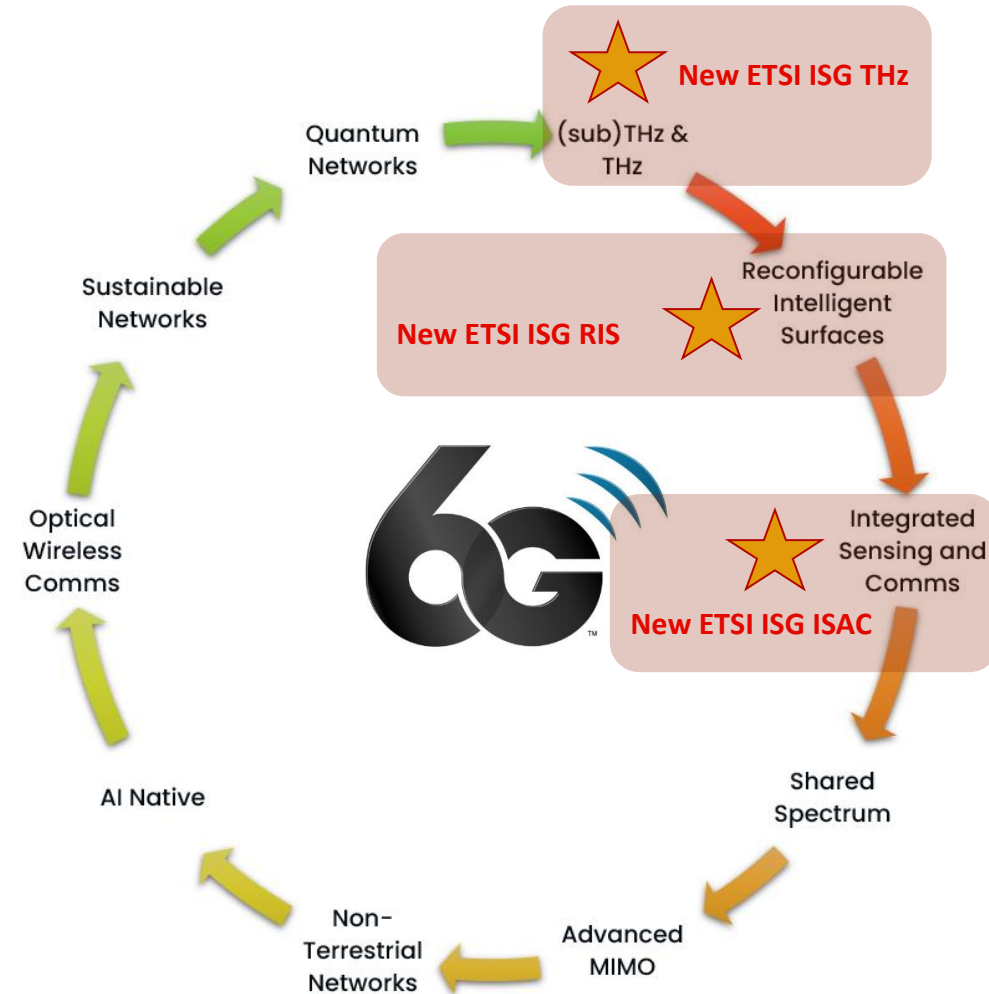 New ETSI ISG THz
(sub)THz &
THz
Quantum
Networks
Reconfigurable
Intelligent
Surfaces
New ETSI ISG RIS
Sustainable
Networks
6G
TM
Integrated
Sensing and
Comms
New ETSI ISG ISAC
Optical
Wireless
Comms
Shared
Spectrum
AI Native
Advanced
MIMO
Non-
Terrestrial
Networks